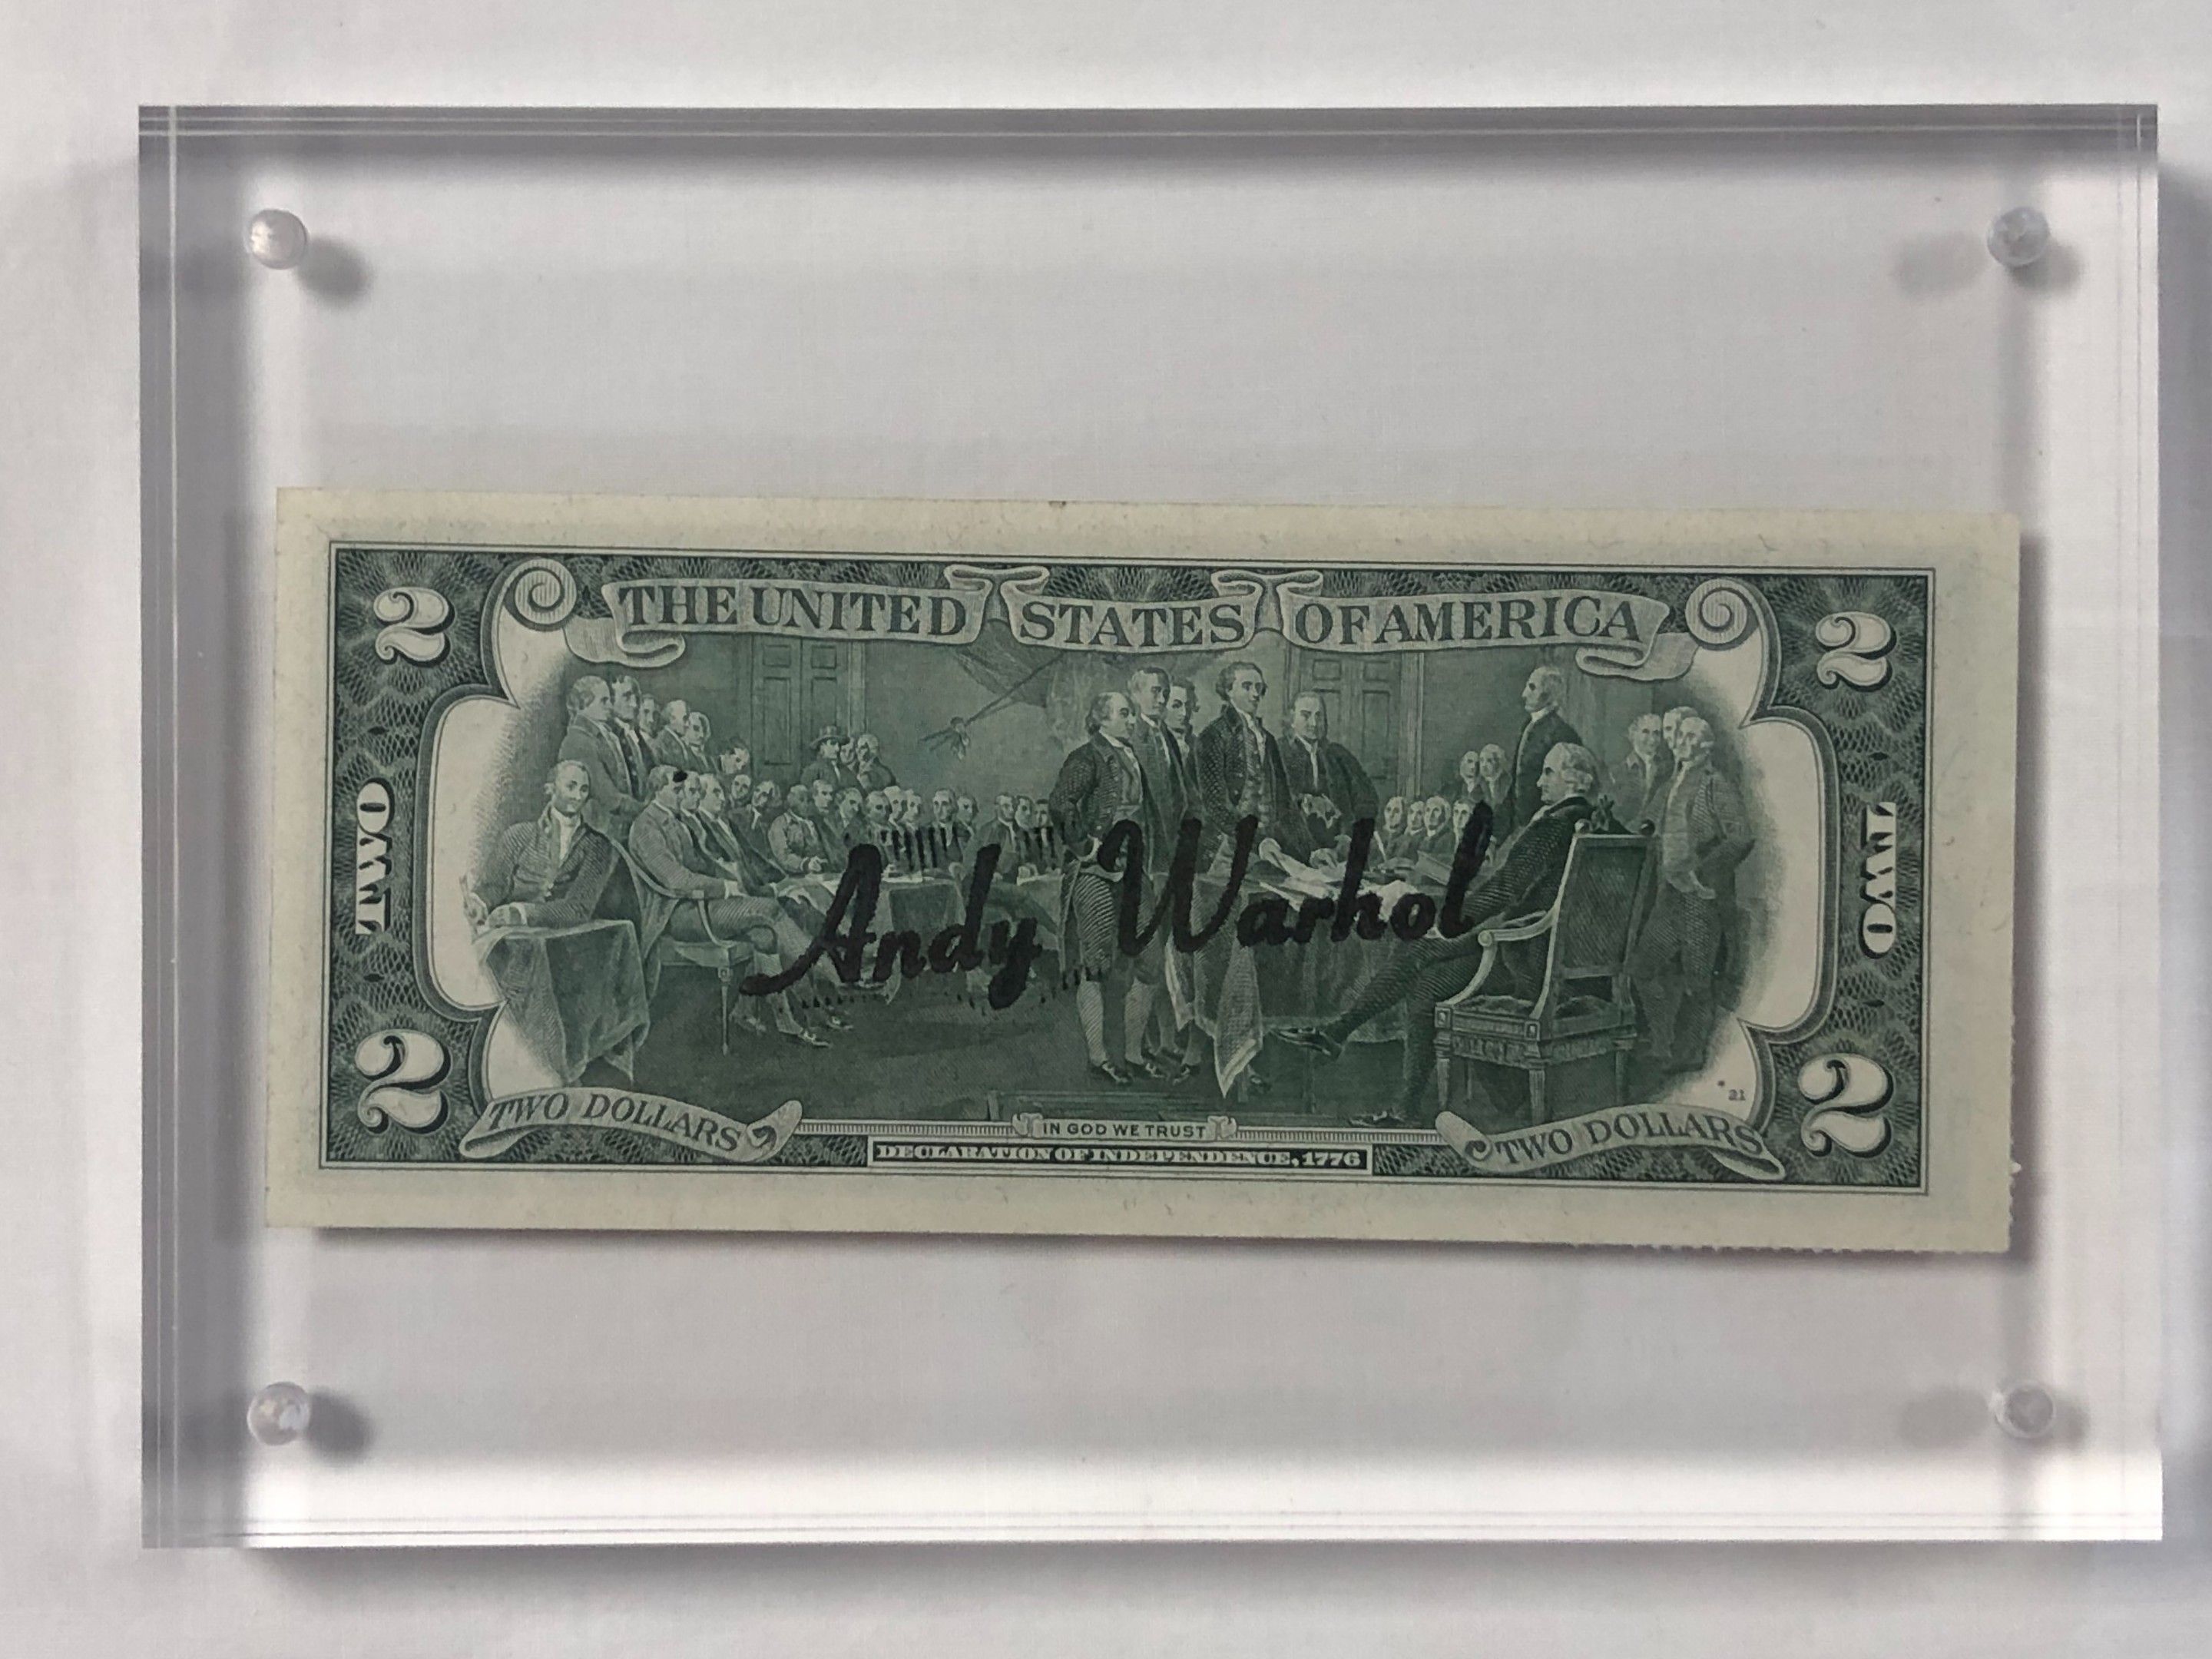 2 THE UNITED STATES OF AMERICA 2
TWO
Andy Warhol
TWO
21
2 TWO DOLLARS IN GOD WE TRUST TWO DOLLARS 2
DECLARATION OF INDEPENDENCE, 1776